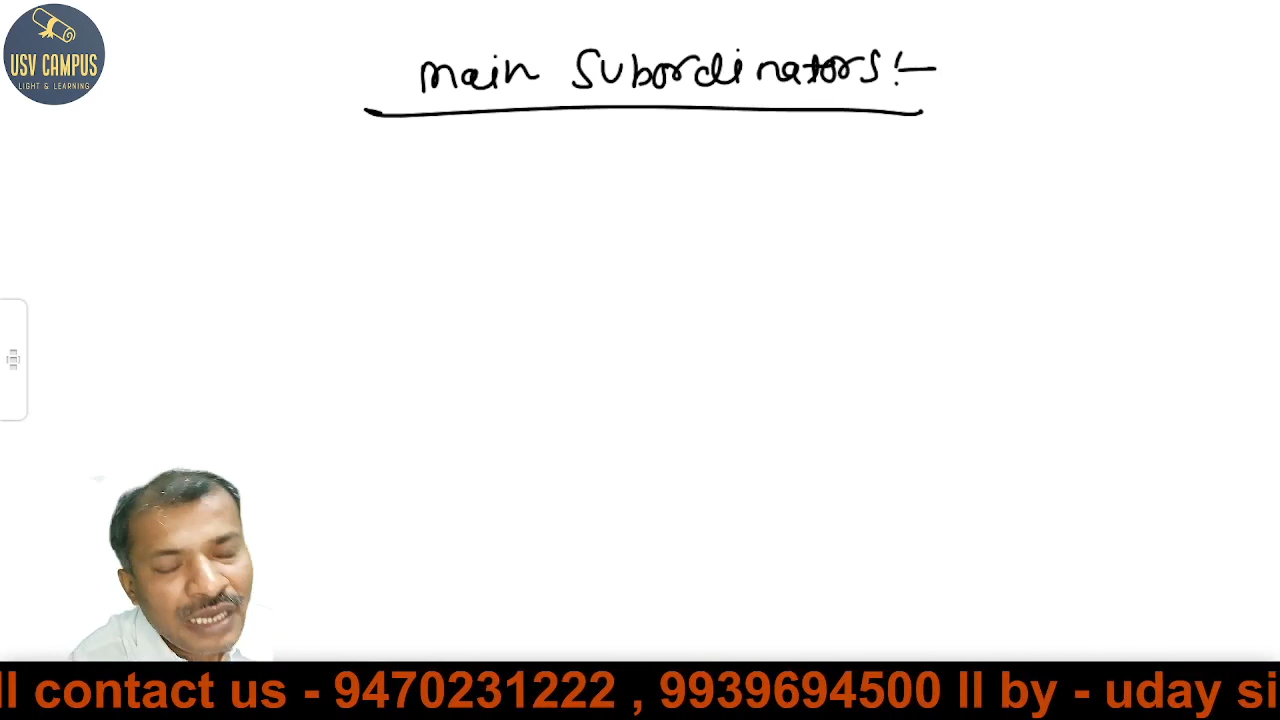 USV CAMPUS
LIGHT & LEARNING
main Subordinators :-
ll contact us - 9470231222 , 9939694500 ll by - uday si